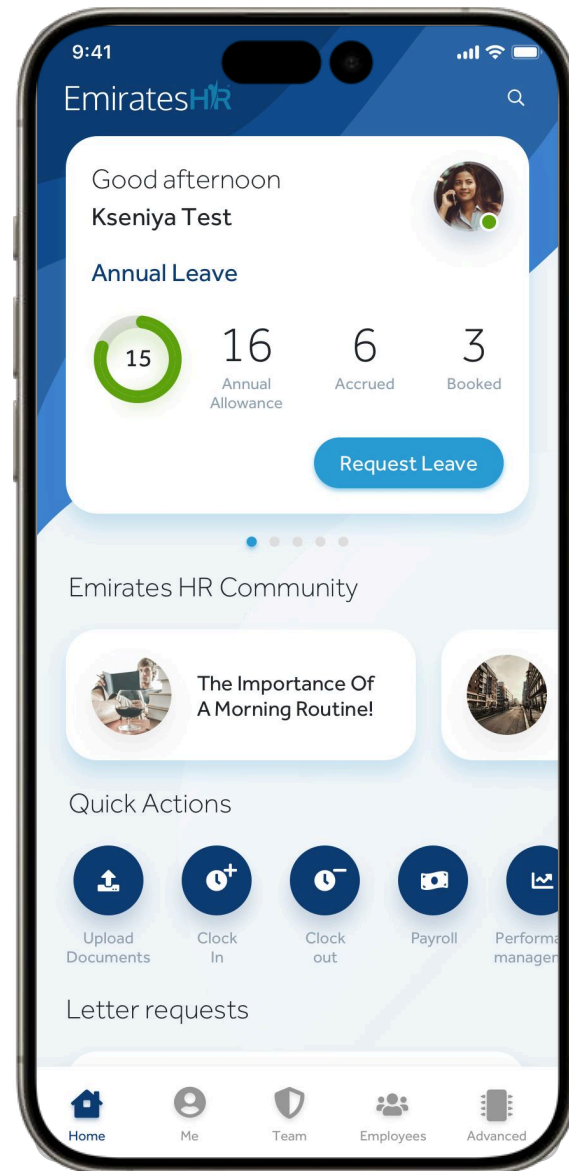 9:41
EmiratesHR
Good afternoon
Kseniya Test
Annual Leave
15
16
Annual
Allowance
6
Accrued
3
Booked
Request Leave
Emirates HR Community
The Importance Of
A Morning Routine!
Quick Actions
Upload
Documents
Clock
In
Clock
out
Payroll
Performa
manager
Letter requests
Home
Me
Team
Employees
Advanced